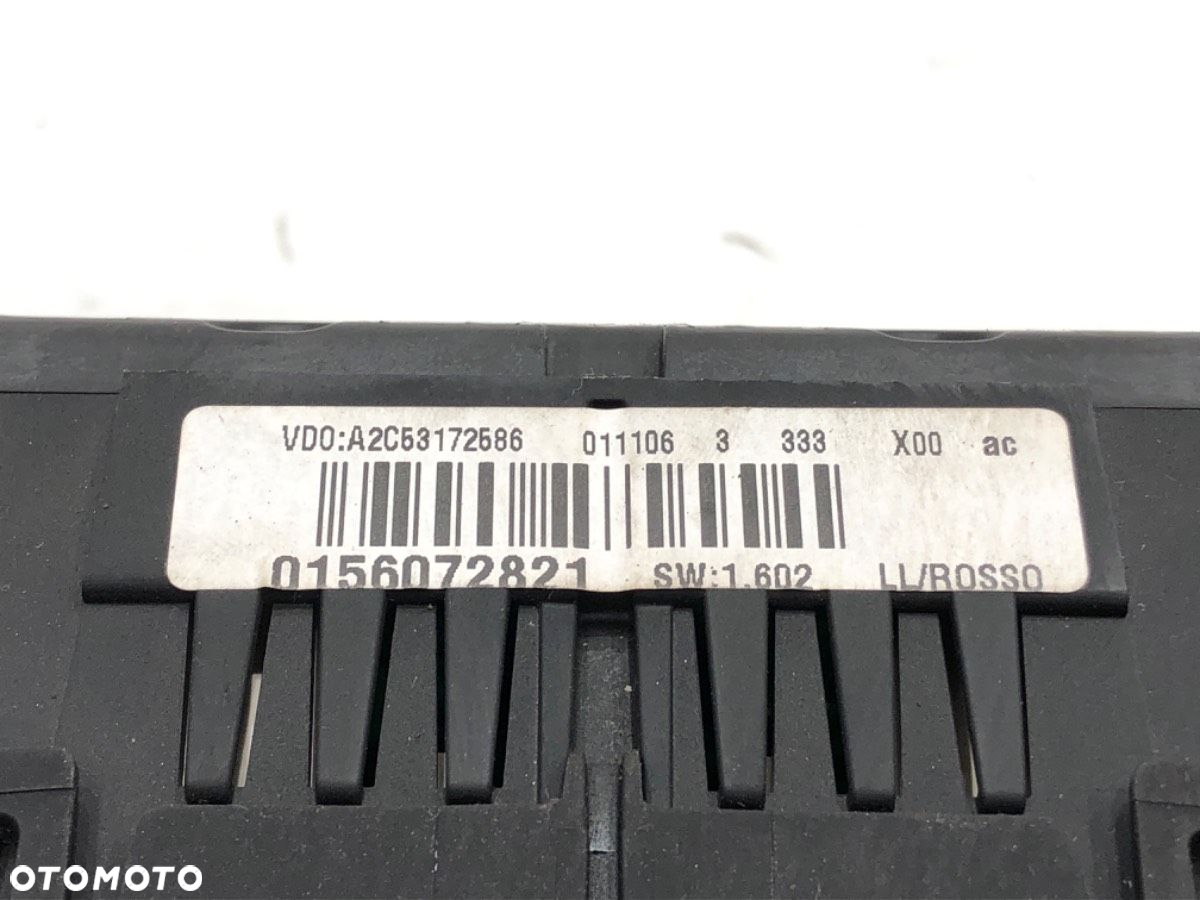 VDO:A2C53172586 011106 3 333 X00 ac
0156072821 SW:1.602 LL/ROSSO
OTOMOTO